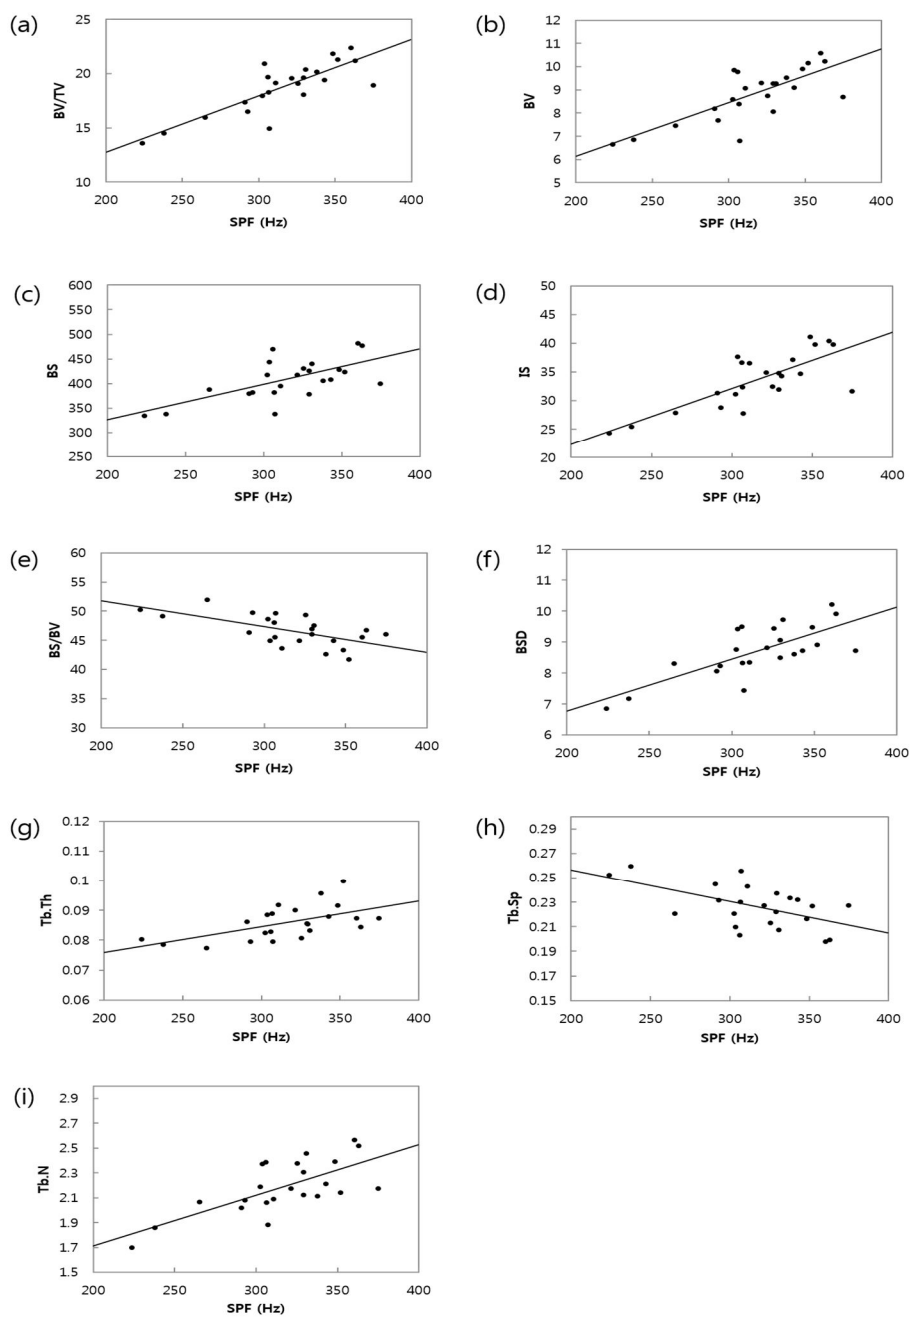 (a)
BV/TV
25
20
15
10
200 250 300 350 400
SPF (Hz)
(b)
BV
12
11
10
9
8
7
6
5
200 250 300 350 400
SPF (Hz)
(c)
BS
600
550
500
450
400
350
300
250
200 250 300 350 400
SPF (Hz)
(d)
IS
50
45
40
35
30
25
20
200 250 300 350 400
SPF (Hz)
(e)
BS/BV
60
55
50
45
40
35
30
200 250 300 350 400
SPF (Hz)
(f)
BSD
12
11
10
9
8
7
6
200 250 300 350 400
SPF (Hz)
(g)
Tb.Th
0.12
0.11
0.1
0.09
0.08
0.07
0.06
200 250 300 350 400
SPF (Hz)
(h)
Tb.Sp
0.29
0.27
0.25
0.23
0.21
0.19
0.17
0.15
200 250 300 350 400
SPF (Hz)
(i)
Tb.N
2.9
2.7
2.5
2.3
2.1
1.9
1.7
1.5
200 250 300 350 400
SPF (Hz)